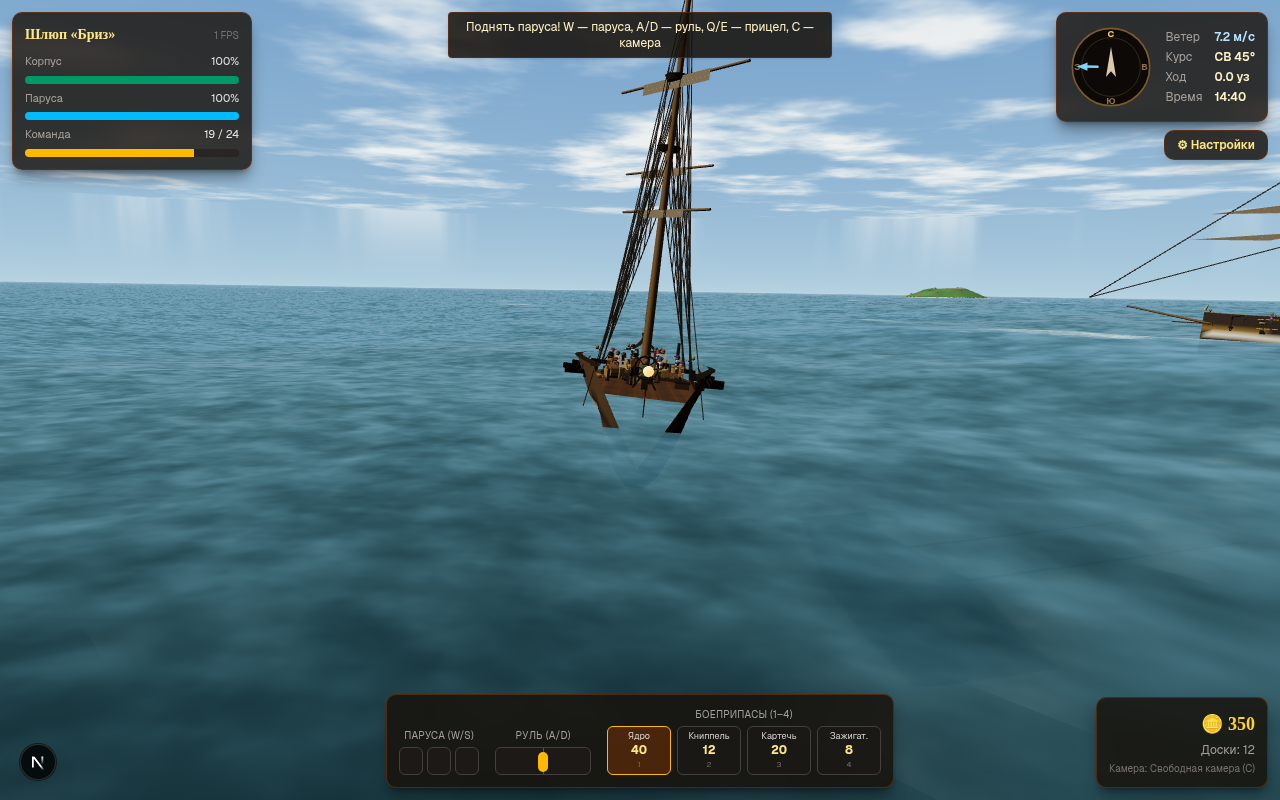 Шлюп «Бриз»
1 FPS
Корпус
100%
Паруса
100%
Команда
19 / 24
Поднять паруса! W — паруса, A/D — руль, Q/E — прицел, C —
камера
С
З
В
Ю
Ветер
7.2 м/с
Курс
СВ 45°
Ход
0.0 уз
Время
14:40
⚙ Настройки
ПАРУСА (W/S)
РУЛЬ (A/D)
БОЕПРИПАСЫ (1–4)
Ядро
40
1
Книппель
12
2
Картечь
20
3
Зажигат.
8
4
N
350
Доски: 12
Камера: Свободная камера (C)